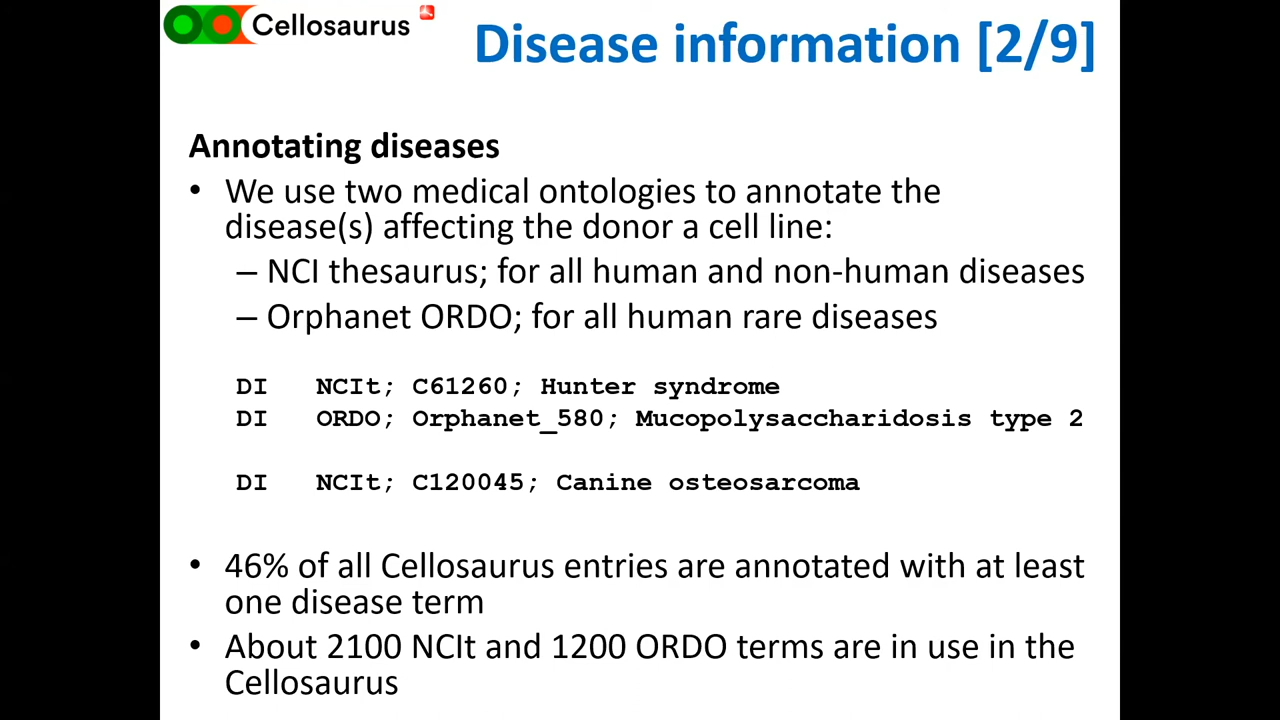 Cellosaurus
Disease information [2/9]
Annotating diseases
• We use two medical ontologies to annotate the
disease(s) affecting the donor a cell line:
– NCI thesaurus; for all human and non-human diseases
– Orphanet ORDO; for all human rare diseases
DI NCIt; C61260; Hunter syndrome
DI ORDO; Orphanet_580; Mucopolysaccharidosis type 2
DI NCIt; C120045; Canine osteosarcoma
• 46% of all Cellosaurus entries are annotated with at least
one disease term
• About 2100 NCIt and 1200 ORDO terms are in use in the
Cellosaurus